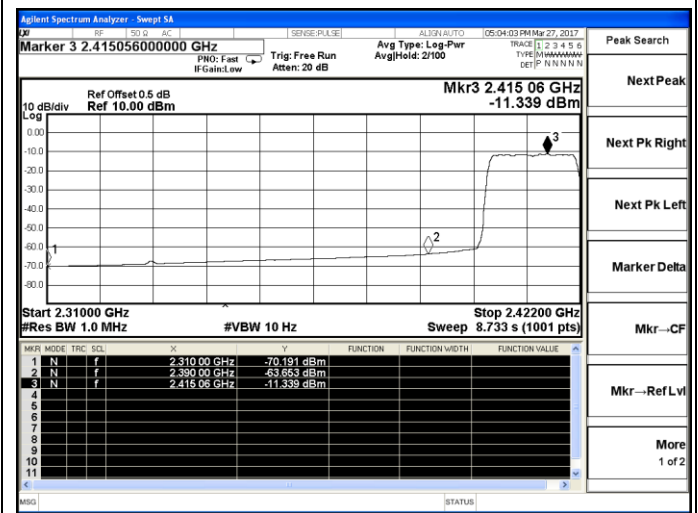 Agilent Spectrum Analyzer - Swept SA
RF 50 Ω AC SENSE:PULSE ALIGN AUTO 05:04:03 PM Mar 27, 2017
Marker 3 2.415056000000 GHz
PNO: Fast
IFGain:Low
Trig: Free Run
Atten: 20 dB
Avg Type: Log-Pwr
Avg|Hold: 2/100
TRACE 1 2 3 4 5 6
TYPE MWWWWW
DET P N N N N N
Peak Search
Next Peak
Next Pk Right
Next Pk Left
Marker Delta
Mkr→CF
Mkr→Ref Lvl
More
1 of 2
Ref Offset 0.5 dB
10 dB/div Ref 10.00 dBm
Log
Mkr3 2.415 06 GHz
-11.339 dBm
0.00
-10.0
-20.0
-30.0
-40.0
-50.0
-60.0
-70.0
-80.0
1
2
3
Start 2.31000 GHz Stop 2.42200 GHz
#Res BW 1.0 MHz #VBW 10 Hz Sweep 8.733 s (1001 pts)
MKR MODE TRC SCL X Y FUNCTION FUNCTION WIDTH FUNCTION VALUE
1 N f 2.310 00 GHz -70.191 dBm
2 N f 2.390 00 GHz -63.653 dBm
3 N f 2.415 06 GHz -11.339 dBm
4
5
6
7
8
9
10
11
MSG STATUS